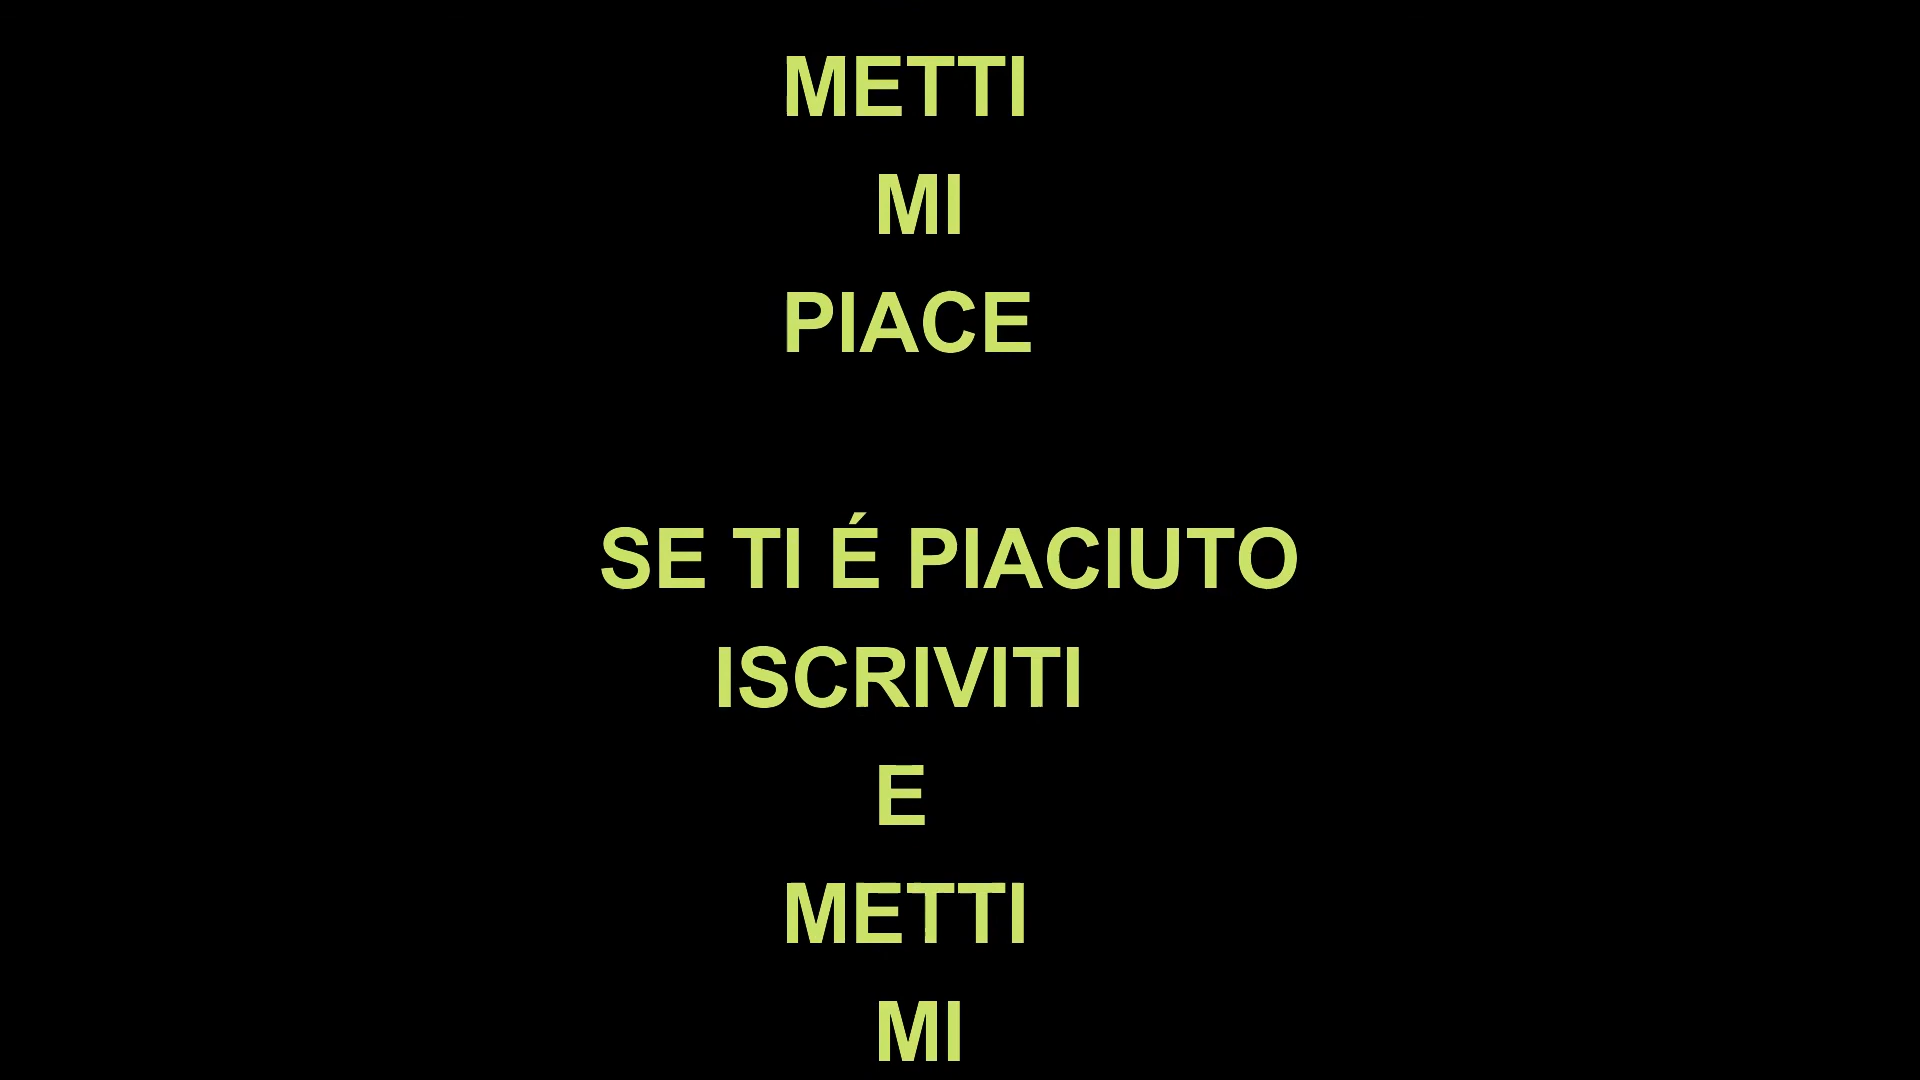 METTI
MI
PIACE
SE TI É PIACIUTO
ISCRIVITI
E
METTI
MI